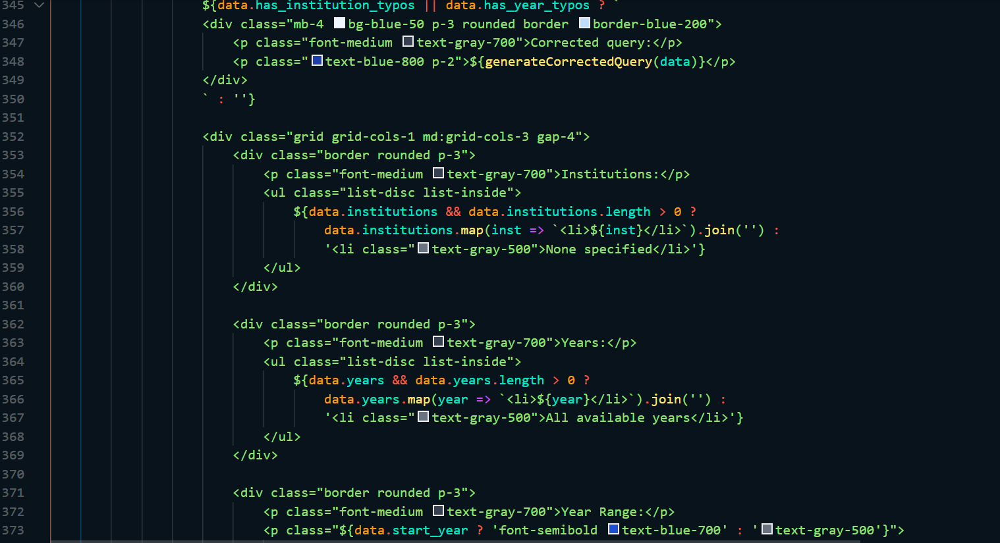 345 ${data.has_institution_typos || data.has_year_typos ? `
346 <div class="mb-4 bg-blue-50 p-3 rounded border border-blue-200">
347 <p class="font-medium text-gray-700">Corrected query:</p>
348 <p class="text-blue-800 p-2">${generateCorrectedQuery(data)}</p>
349 </div>
350 ` : ''}
351
352 <div class="grid grid-cols-1 md:grid-cols-3 gap-4">
353 <div class="border rounded p-3">
354 <p class="font-medium text-gray-700">Institutions:</p>
355 <ul class="list-disc list-inside">
356 ${data.institutions && data.institutions.length > 0 ?
357 data.institutions.map(inst => `<li>${inst}</li>`).join('') :
358 '<li class="text-gray-500">None specified</li>'}
359 </ul>
360 </div>
361
362 <div class="border rounded p-3">
363 <p class="font-medium text-gray-700">Years:</p>
364 <ul class="list-disc list-inside">
365 ${data.years && data.years.length > 0 ?
366 data.years.map(year => `<li>${year}</li>`).join('') :
367 '<li class="text-gray-500">All available years</li>'}
368 </ul>
369 </div>
370
371 <div class="border rounded p-3">
372 <p class="font-medium text-gray-700">Year Range:</p>
373 <p class="${data.start_year ? 'font-semibold text-blue-700' : 'text-gray-500'}">